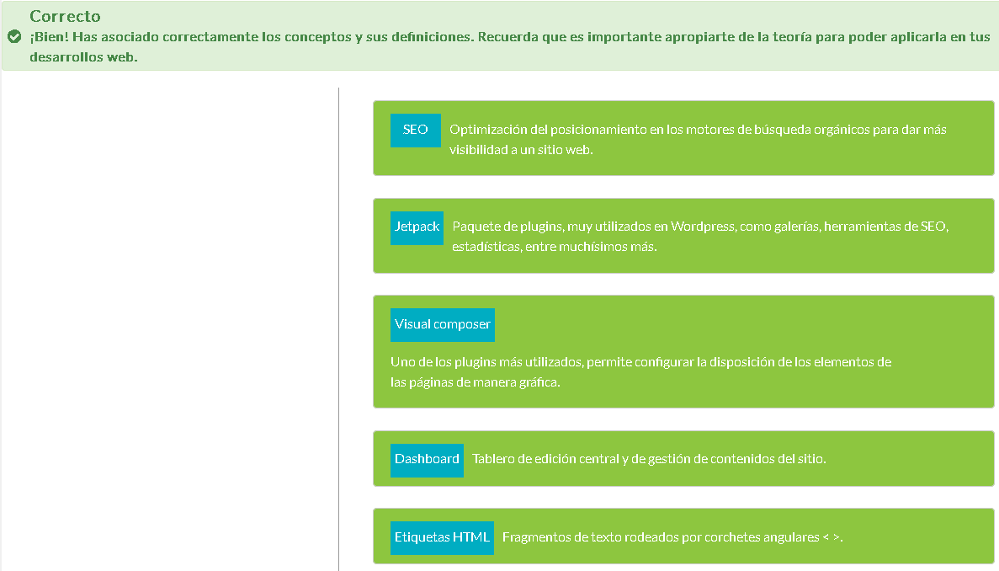 Correcto
¡Bien! Has asociado correctamente los conceptos y sus definiciones. Recuerda que es importante apropiarte de la teoría para poder aplicarla en tus
desarrollos web.
SEO Optimización del posicionamiento en los motores de búsqueda orgánicos para dar más
visibilidad a un sitio web.
Jetpack Paquete de plugins, muy utilizados en Wordpress, como galerías, herramientas de SEO,
estadísticas, entre muchísimos más.
Visual composer
Uno de los plugins más utilizados, permite configurar la disposición de los elementos de
las páginas de manera gráfica.
Dashboard Tablero de edición central y de gestión de contenidos del sitio.
Etiquetas HTML Fragmentos de texto rodeados por corchetes angulares < >.